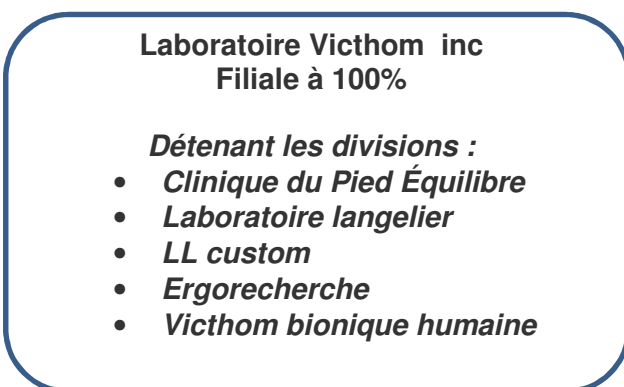 Laboratoire Victhom inc
Filiale à 100%
Détenant les divisions :
• Clinique du Pied Équilibre
• Laboratoire langelier
• LL custom
• Ergorecherche
• Victhom bionique humaine